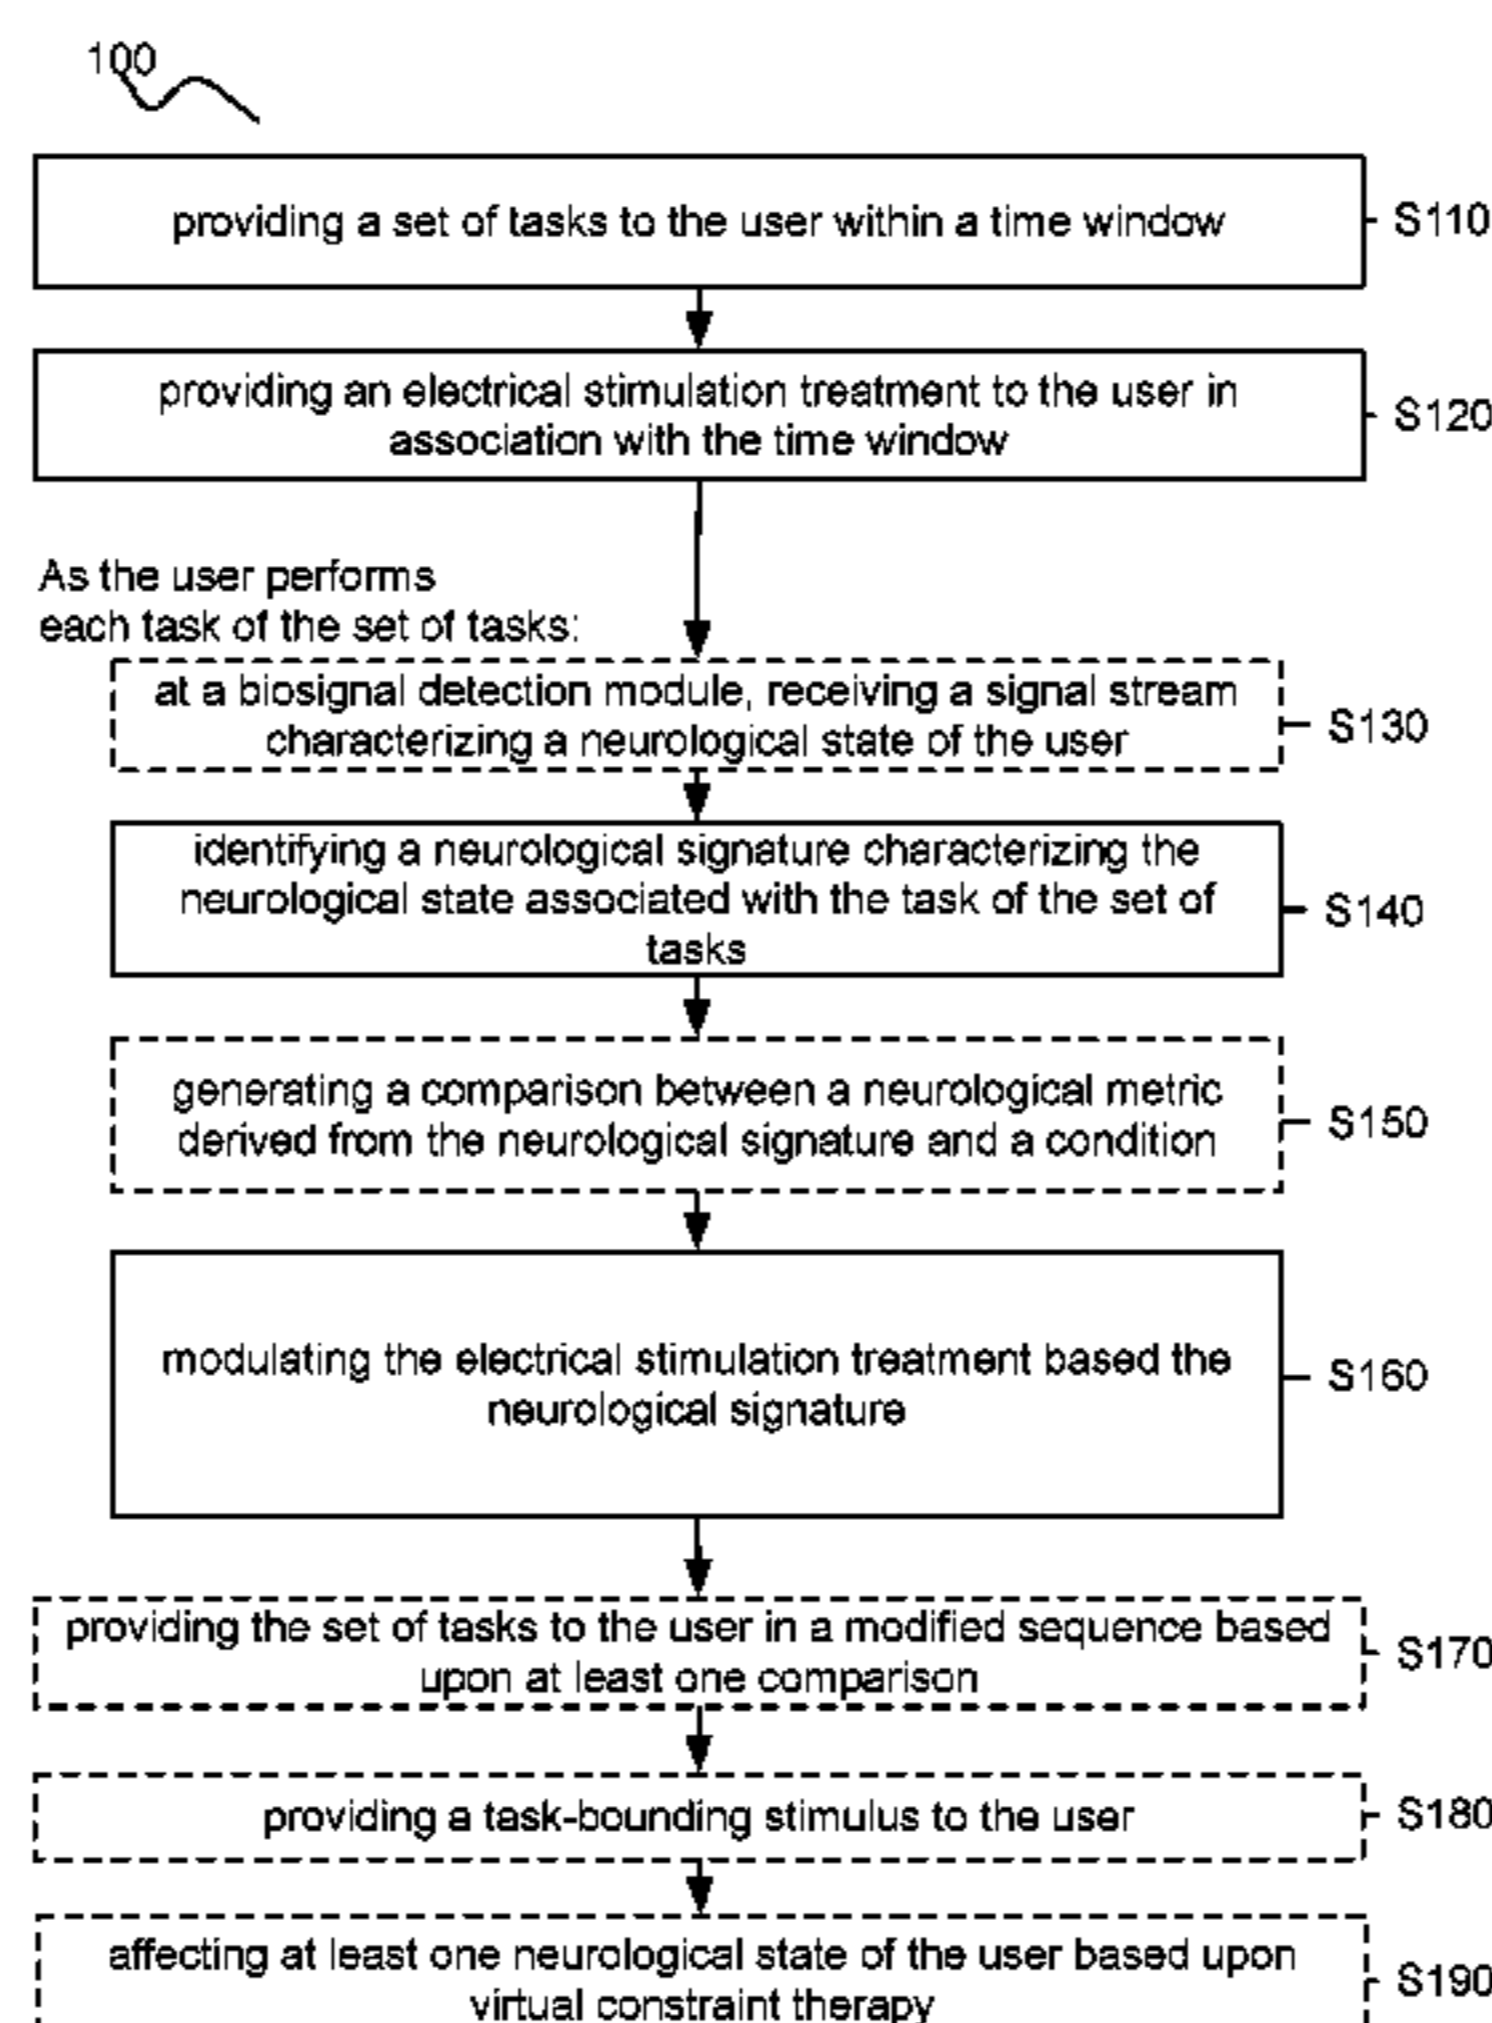 100
providing a set of tasks to the user within a time window
S110
providing an electrical stimulation treatment to the user in
association with the time window
S120
As the user performs
each task of the set of tasks:
at a biosignal detection module, receiving a signal stream
characterizing a neurological state of the user
S130
identifying a neurological signature characterizing the
neurological state associated with the task of the set of
tasks
S140
generating a comparison between a neurological metric
derived from the neurological signature and a condition
S150
modulating the electrical stimulation treatment based the
neurological signature
S160
providing the set of tasks to the user in a modified sequence based
upon at least one comparison
S170
providing a task-bounding stimulus to the user
S180
affecting at least one neurological state of the user based upon
virtual constraint therapy
S190